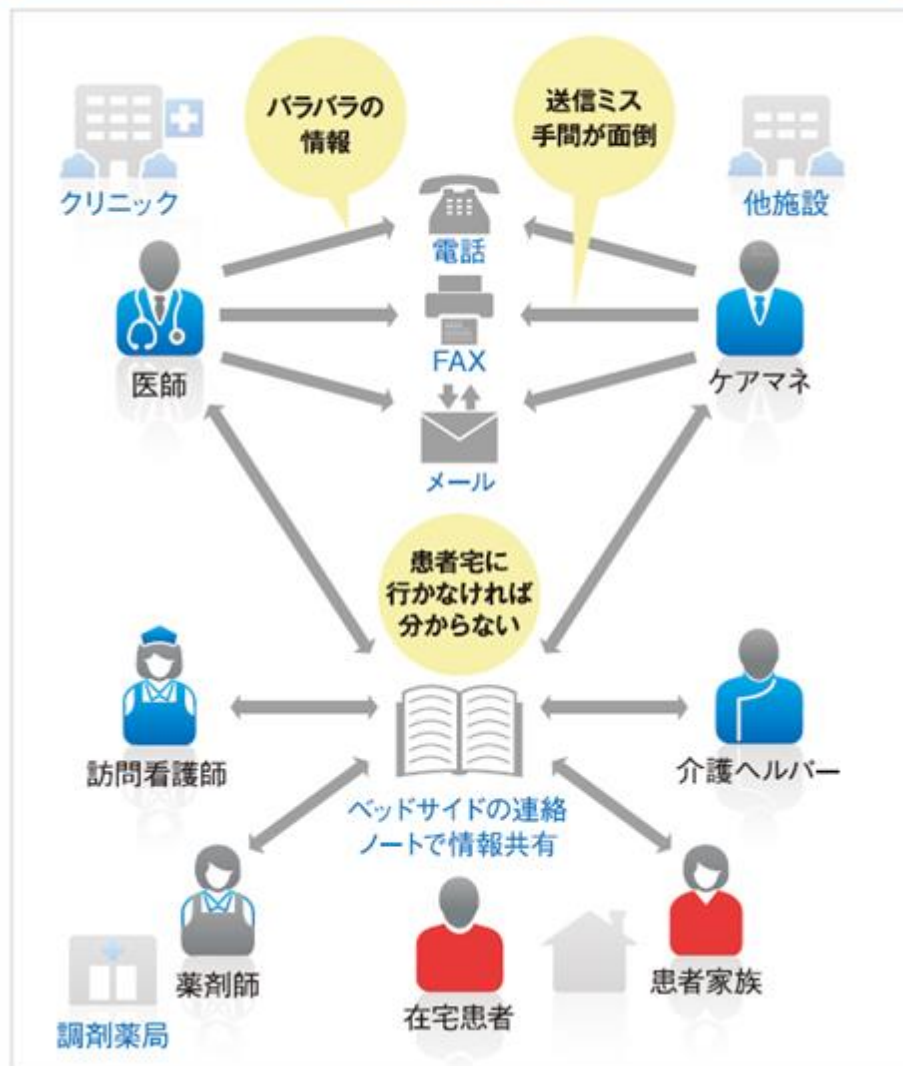 バラバラの
情報
送信ミス
手間が面倒
クリニック
他施設
電話
医師
FAX
ケアマネ
メール
患者宅に
行かなければ
分からない
訪問看護師
介護ヘルパー
ベッドサイドの連絡
ノートで情報共有
薬剤師
患者家族
在宅患者
調剤薬局